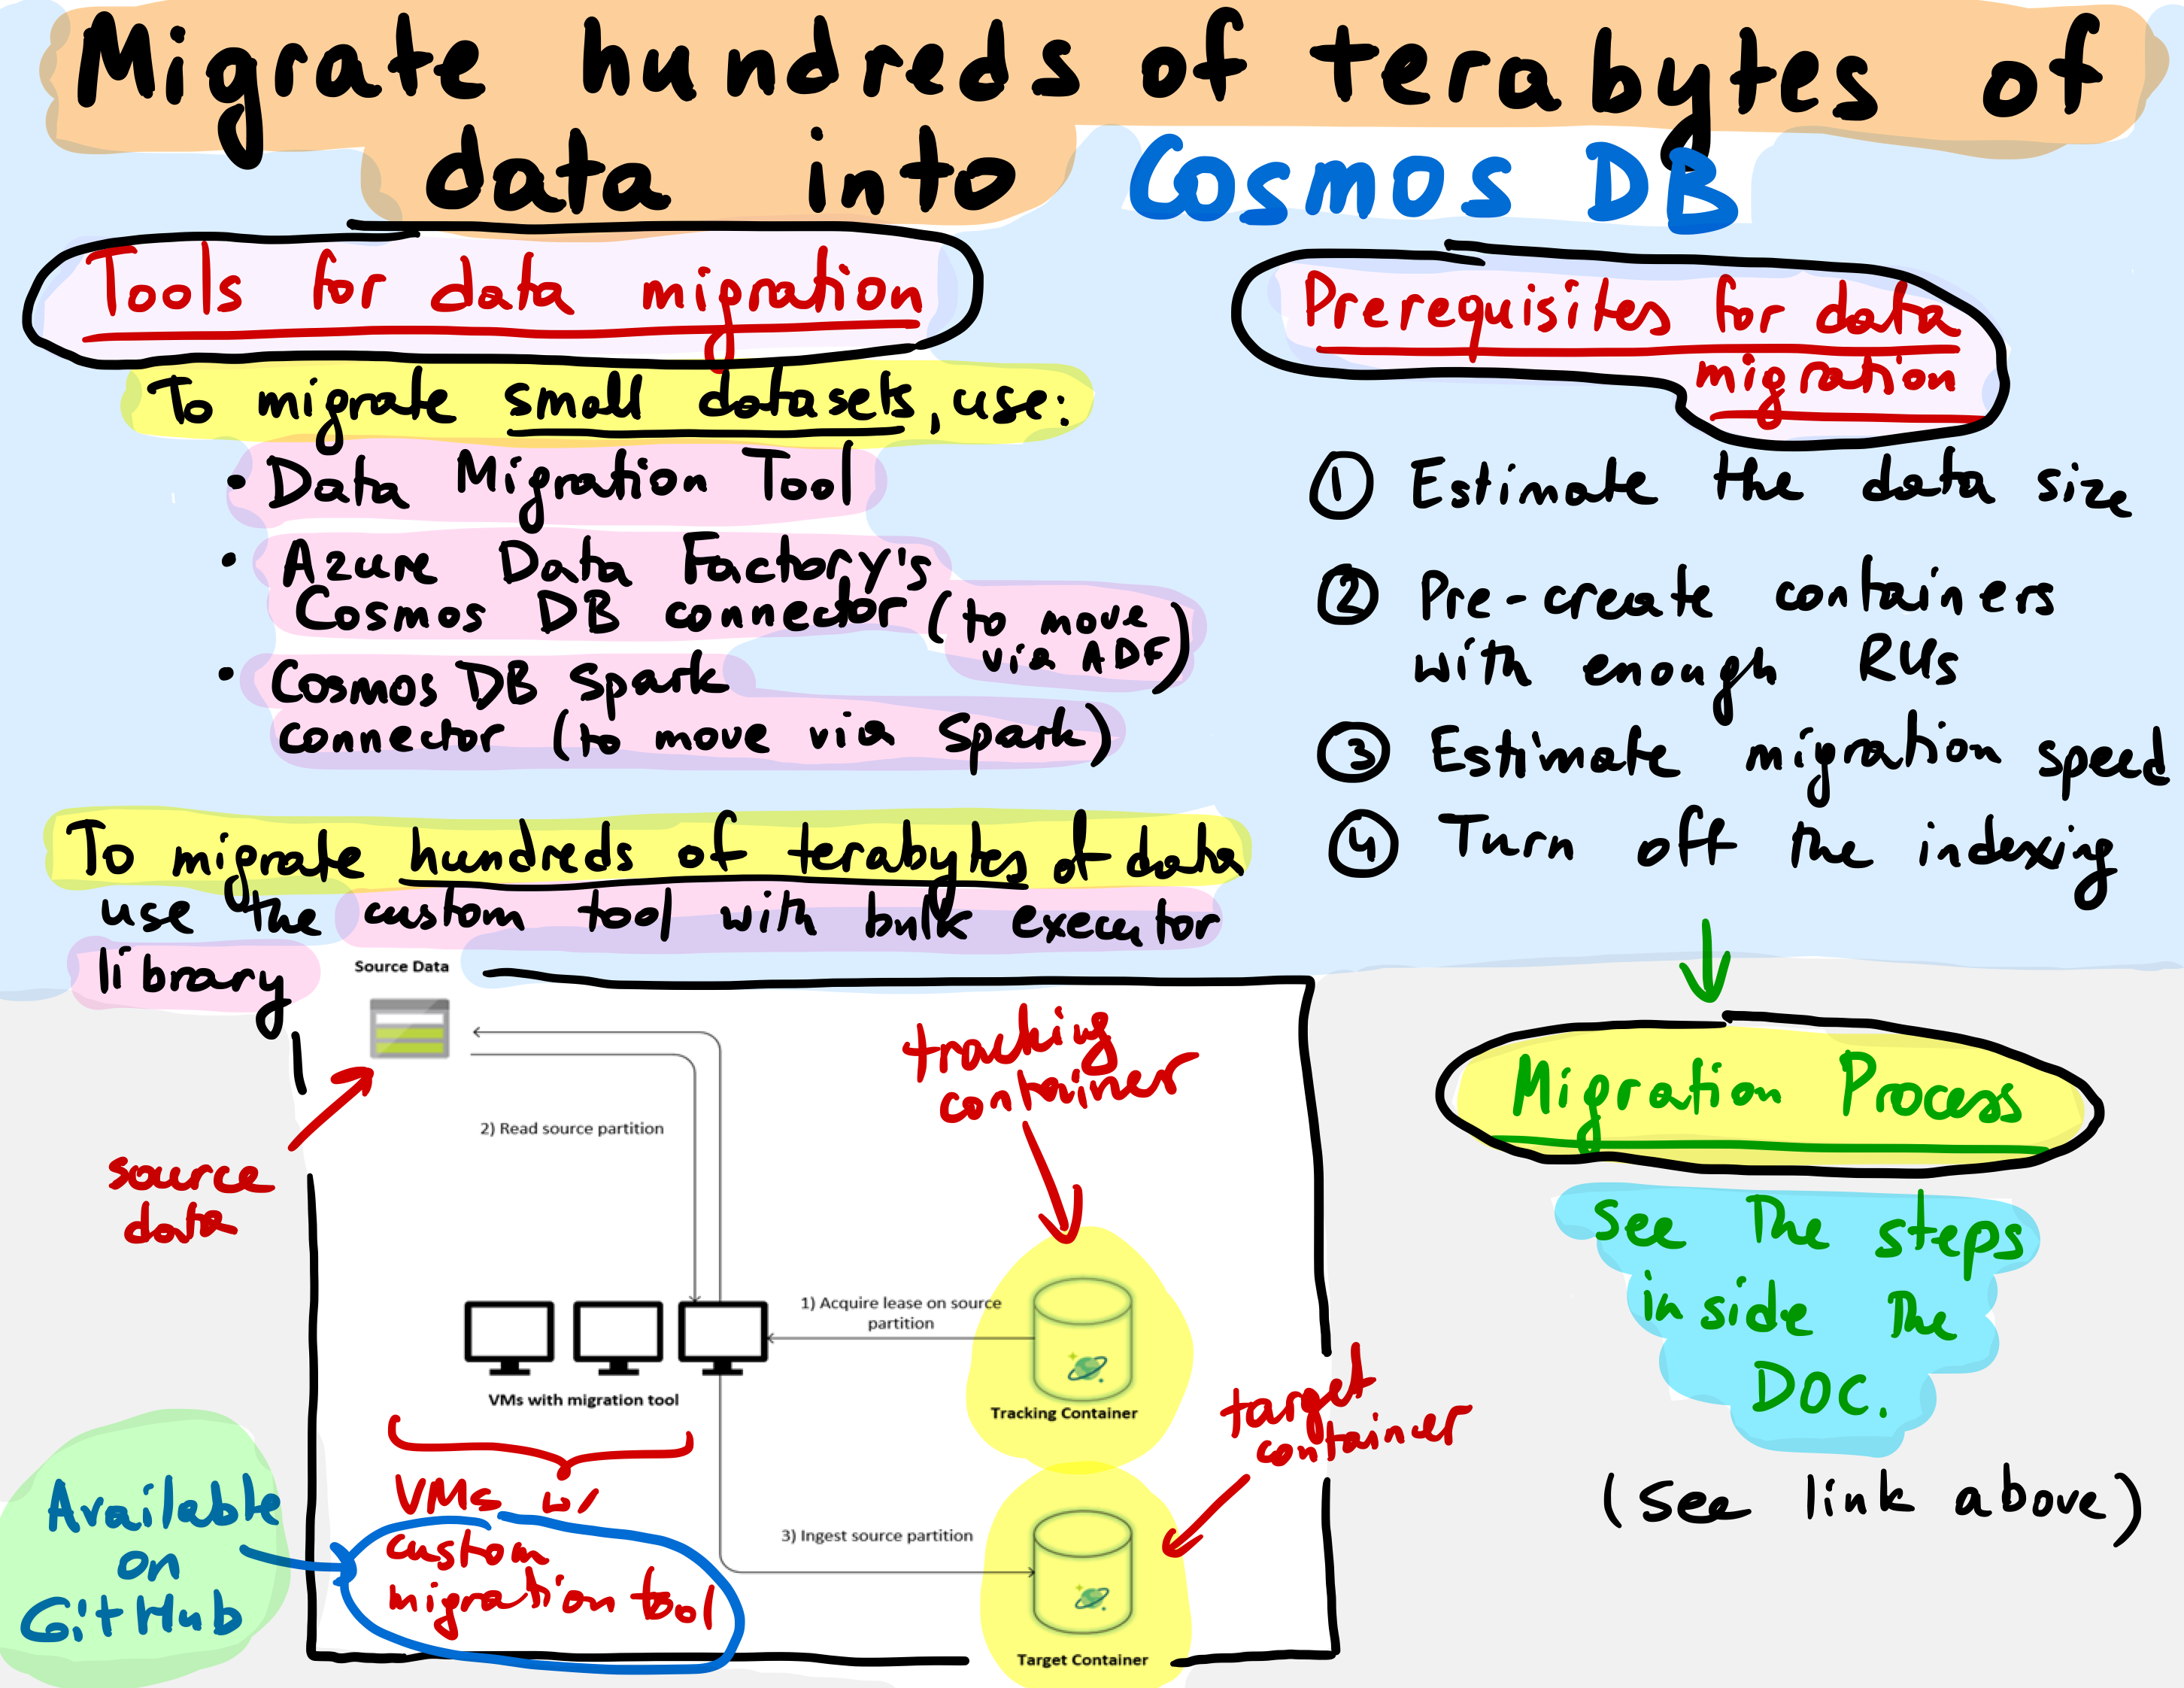 Migrate hundreds of terabytes of
data into Cosmos DB
Tools for data migration
To migrate small datasets, use:
• Data Migration Tool
• Azure Data Factory's
Cosmos DB connector (to move
via ADF)
• Cosmos DB Spark
connector (to move via Spark)
To migrate hundreds of terabytes of data
use the custom tool with bulk executor
library
Prerequisites for data
migration
① Estimate the data size
② Pre-create containers
with enough RUs
③ Estimate migration speed
④ Turn off the indexing
Migration Process
see the steps
inside the
DOC.
(see link above)
Source Data
source
data
2) Read source partition
tracking
container
1) Acquire lease on source
partition
VMs with migration tool
Tracking Container
VMs w/
custom
migration tool
Available
on
GitHub
target
container
3) Ingest source partition
Target Container